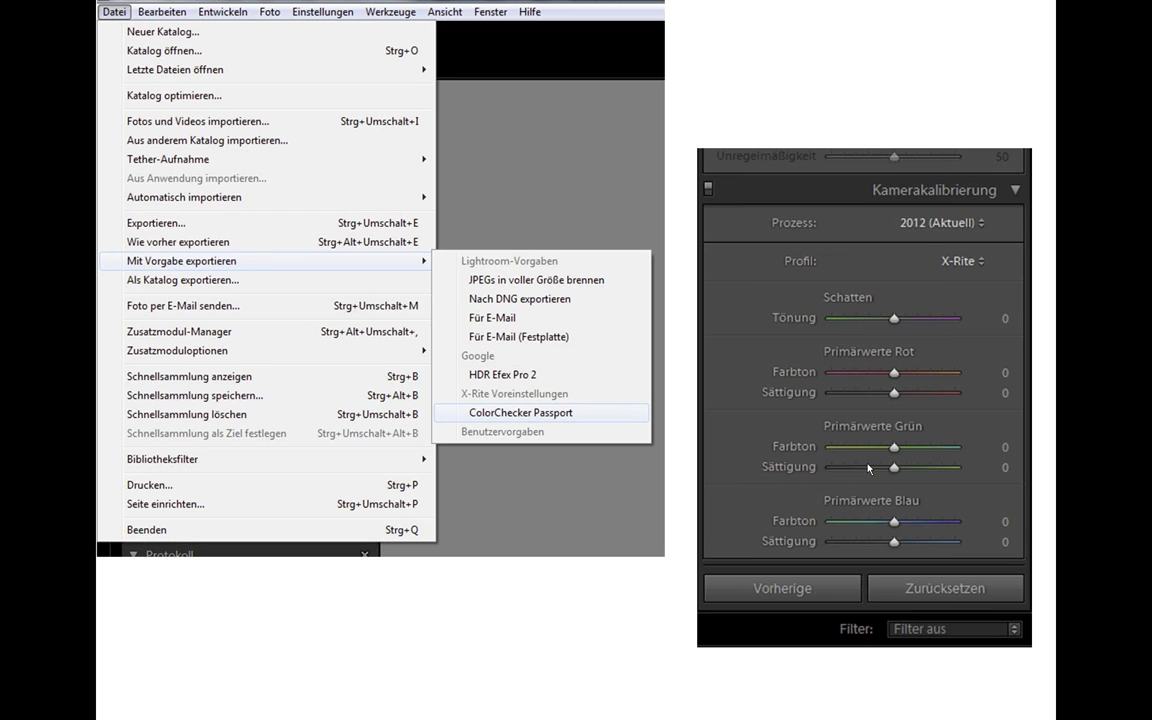 Datei Bearbeiten Entwickeln Foto Einstellungen Werkzeuge Ansicht Fenster Hilfe
Neuer Katalog...
Katalog öffnen... Strg+O
Letzte Dateien öffnen
Katalog optimieren...
Fotos und Videos importieren... Strg+Umschalt+I
Aus anderem Katalog importieren...
Tether-Aufnahme
Aus Anwendung importieren...
Automatisch importieren
Exportieren... Strg+Umschalt+E
Wie vorher exportieren Strg+Alt+Umschalt+E
Mit Vorgabe exportieren
Als Katalog exportieren...
Foto per E-Mail senden... Strg+Umschalt+M
Zusatzmodul-Manager Strg+Alt+Umschalt+,
Zusatzmoduloptionen
Schnellsammlung anzeigen Strg+B
Schnellsammlung speichern... Strg+Alt+B
Schnellsammlung löschen Strg+Umschalt+B
Schnellsammlung als Ziel festlegen Strg+Umschalt+Alt+B
Bibliotheksfilter
Drucken... Strg+P
Seite einrichten... Strg+Umschalt+P
Beenden Strg+Q
Protokoll
Lightroom-Vorgaben
JPEGs in voller Größe brennen
Nach DNG exportieren
Für E-Mail
Für E-Mail (Festplatte)
Google
HDR Efex Pro 2
X-Rite Voreinstellungen
ColorChecker Passport
Benutzervorgaben
Unregelmäßigkeit 50
Kamerakalibrierung
Prozess: 2012 (Aktuell)
Profil: X-Rite
Schatten
Tönung 0
Primärwerte Rot
Farbton 0
Sättigung 0
Primärwerte Grün
Farbton 0
Sättigung 0
Primärwerte Blau
Farbton 0
Sättigung 0
Vorherige Zurücksetzen
Filter: Filter aus